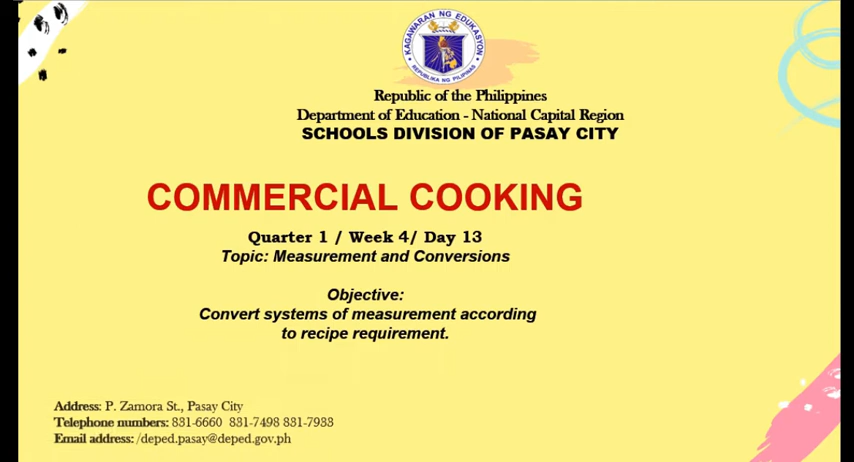 KAGAWARAN NG EDUKASYON
REPUBLIKA NG PILIPINAS
Republic of the Philippines
Department of Education - National Capital Region
SCHOOLS DIVISION OF PASAY CITY
COMMERCIAL COOKING
Quarter 1 / Week 4/ Day 13
Topic: Measurement and Conversions
Objective:
Convert systems of measurement according
to recipe requirement.
Address: P. Zamora St., Pasay City
Telephone numbers: 831-6660 831-7498 831-7933
Email address: /deped.pasay@deped.gov.ph